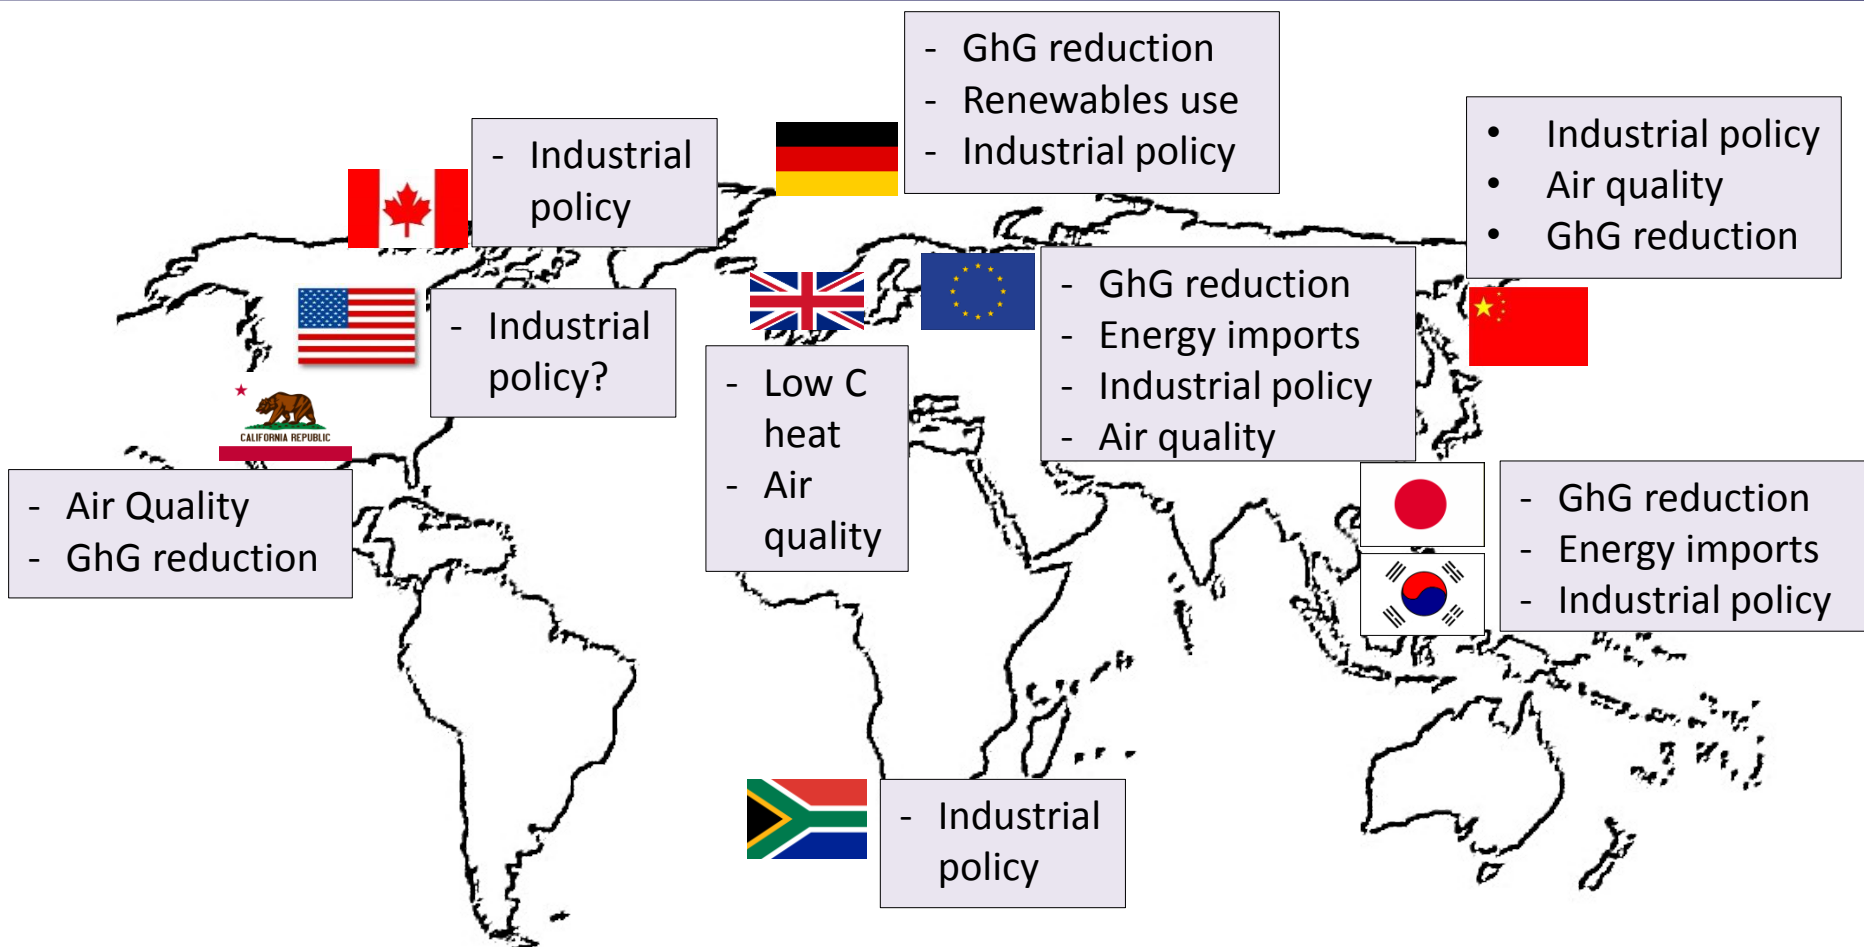 - GhG reduction
- Renewables use
- Industrial policy
- Industrial
policy
• Industrial policy
• Air quality
• GhG reduction
- Industrial
policy?
- GhG reduction
- Energy imports
- Industrial policy
- Air quality
- Low C
heat
- Air
quality
CALIFORNIA REPUBLIC
- Air Quality
- GhG reduction
- GhG reduction
- Energy imports
- Industrial policy
- Industrial
policy